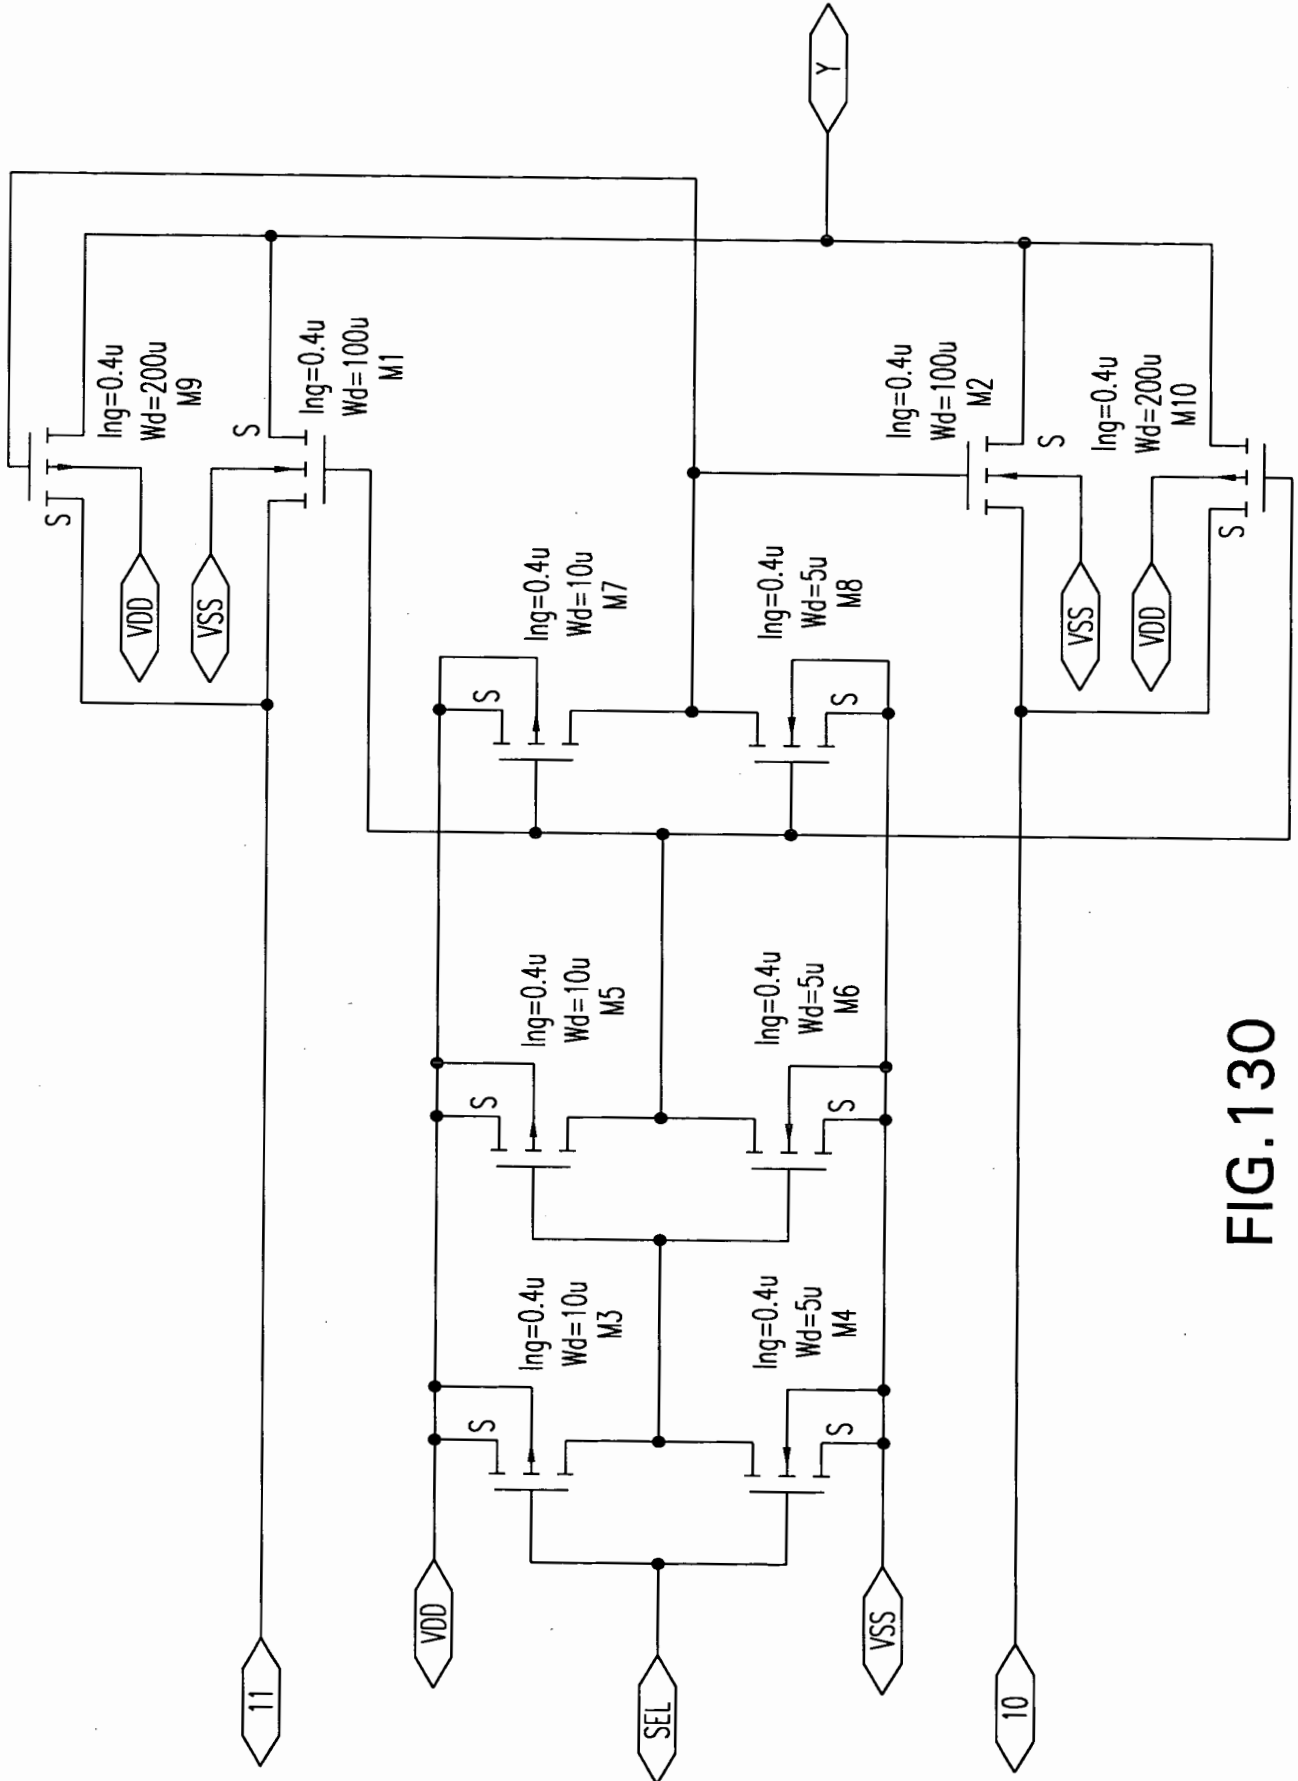 11
VDD
SEL
VSS
10
S
lng=0.4u
Wd=10u
M3
S
lng=0.4u
Wd=5u
M4
S
lng=0.4u
Wd=10u
M5
S
lng=0.4u
Wd=5u
M6
S
lng=0.4u
Wd=10u
M7
S
lng=0.4u
Wd=5u
M8
S
lng=0.4u
Wd=200u
M9
VDD
VSS
S
lng=0.4u
Wd=100u
M1
lng=0.4u
Wd=100u
M2
S
VSS
VDD
lng=0.4u
Wd=200u
M10
S
Y
FIG.130